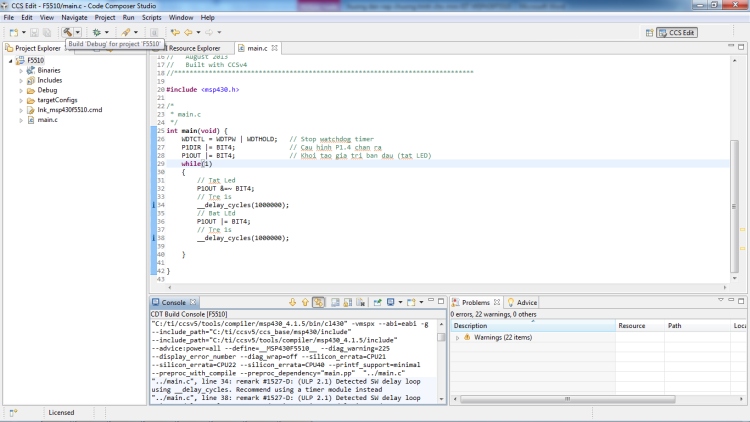 CCS Edit - F5510/main.c - Code Composer Studio
File Edit View Navigate Project Run Scripts Window Help
CCS Edit
Build 'Debug' for project 'F5510'
Project Explorer
Resource Explorer
main.c
F5510
Binaries
Includes
Debug
targetConfigs
lnk_msp430f5510.cmd
main.c
16 // August 2013
17 // Built with CCSv4
18 //******************************************************************************
19
20 #include <msp430.h>
21
22 /*
23 * main.c
24 */
25 int main(void) {
26 WDTCTL = WDTPW | WDTHOLD; // Stop watchdog timer
27 P1DIR |= BIT4; // Cau hinh P1.4 chan ra
28 P1OUT |= BIT4; // Khoi tao gia tri ban dau (tat LED)
29 while(1)
30 {
31 // Tat Led
32 P1OUT &=~ BIT4;
33 // Tre 1s
34 __delay_cycles(1000000);
35 // Bat LEd
36 P1OUT |= BIT4;
37 // Tre 1s
38 __delay_cycles(1000000);
39
40 }
41
42 }
43
Console
CDT Build Console [F5510]
"C:/ti/ccsv5/tools/compiler/msp430_4.1.5/bin/cl430" -vmspx --abi=eabi -g
--include_path="C:/ti/ccsv5/ccs_base/msp430/include"
--include_path="C:/ti/ccsv5/tools/compiler/msp430_4.1.5/include"
--advice:power=all --define=__MSP430F5510__ --diag_warning=225
--display_error_number --diag_wrap=off --silicon_errata=CPU21
--silicon_errata=CPU22 --silicon_errata=CPU40 --printf_support=minimal
--preproc_with_compile --preproc_dependency="main.pp" "../main.c"
"../main.c", line 34: remark #1527-D: (ULP 2.1) Detected SW delay loop
using __delay_cycles. Recommend using a timer module instead
"../main.c", line 38: remark #1527-D: (ULP 2.1) Detected SW delay loop
Problems
Advice
0 errors, 22 warnings, 0 others
Description Resource Path Loca
Warnings (22 items)
Licensed